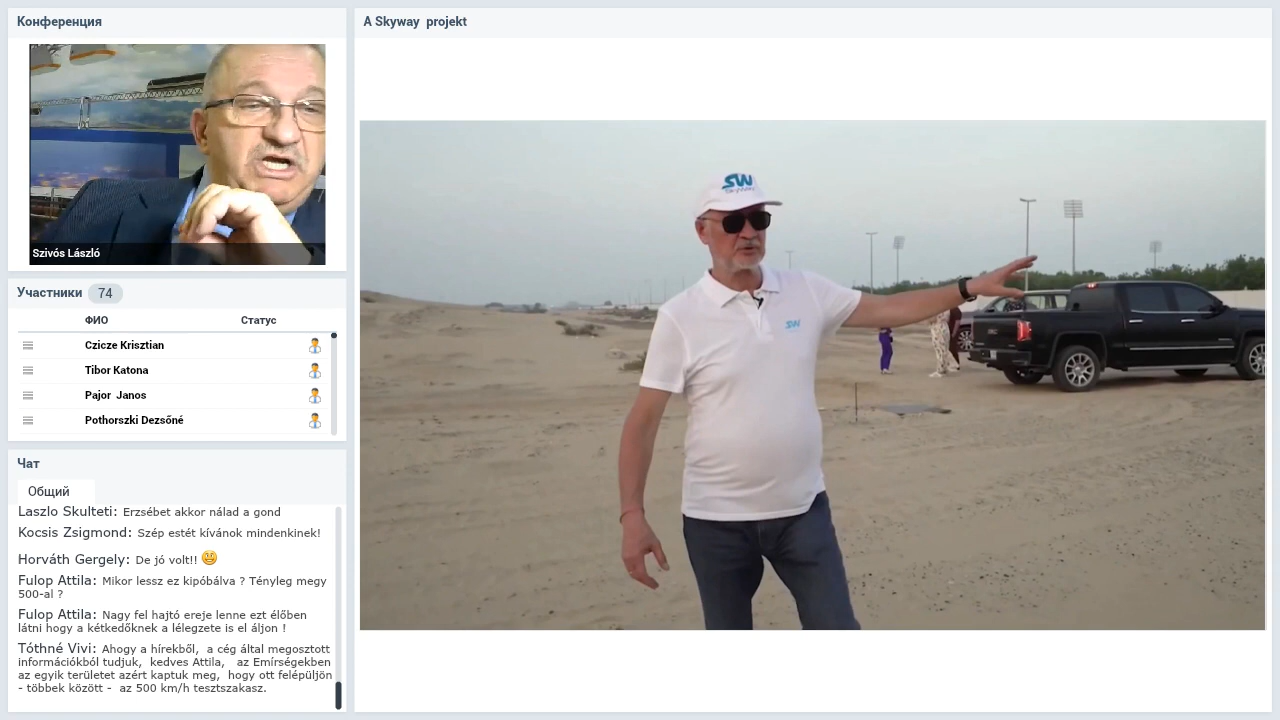 Конференция
Szivós László
Участники 74
ФИО Статус
Czicze Krisztian
Tibor Katona
Pajor Janos
Pothorszki Dezsőné
Чат
Общий
Laszlo Skulteti: Erzsébet akkor nálad a gond
Kocsis Zsigmond: Szép estét kívánok mindenkinek!
Horváth Gergely: De jó volt!!
Fulop Attila: Mikor lessz ez kipóbálva ? Tényleg megy
500-al ?
Fulop Attila: Nagy fel hajtó ereje lenne ezt élőben
látni hogy a kétkedőknek a lélegzete is el áljon !
Tóthné Vivi: Ahogy a hírekből, a cég által megosztott
információkból tudjuk, kedves Attila, az Emírségekben
az egyik területet azért kaptuk meg, hogy ott felépüljön
- többek között - az 500 km/h tesztszakasz.
A Skyway projekt
SW
SkyWay
SW